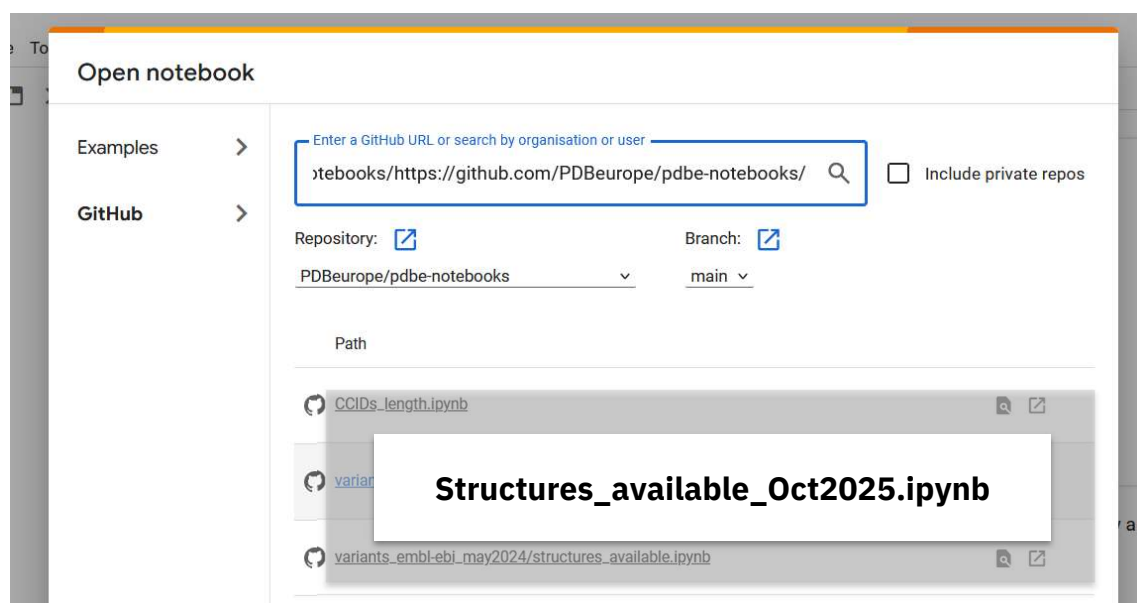 To
Open notebook
Examples
GitHub
Enter a GitHub URL or search by organisation or user
otebooks/https://github.com/PDBeurope/pdbe-notebooks/
Include private repos
Repository:
Branch:
PDBeurope/pdbe-notebooks
main
Path
CCIDs_length.ipynb
Structures_available_Oct2025.ipynb
variants_embl-ebi_may2024/structures_available.ipynb